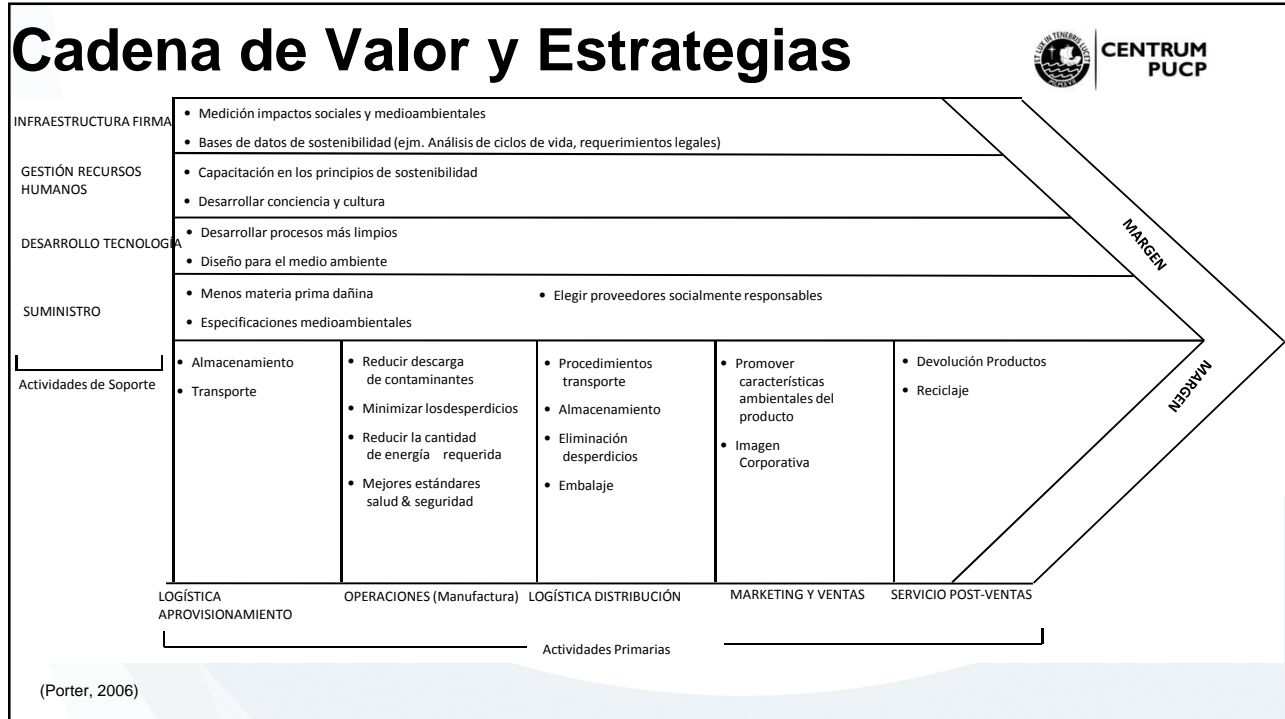 Cadena de Valor y Estrategias
CENTRUM
PUCP
INFRAESTRUCTURA FIRMA
• Medición impactos sociales y medioambientales
• Bases de datos de sostenibilidad (ejm. Análisis de ciclos de vida, requerimientos legales)
GESTIÓN RECURSOS
HUMANOS
• Capacitación en los principios de sostenibilidad
• Desarrollar conciencia y cultura
DESARROLLO TECNOLOGÍA
• Desarrollar procesos más limpios
• Diseño para el medio ambiente
SUMINISTRO
• Menos materia prima dañina
• Elegir proveedores socialmente responsables
• Especificaciones medioambientales
MARGEN
MARGEN
Actividades de Soporte
• Almacenamiento
• Transporte
• Reducir descarga
de contaminantes
• Minimizar losdesperdicios
• Reducir la cantidad
de energía requerida
• Mejores estándares
salud & seguridad
• Procedimientos
transporte
• Almacenamiento
• Eliminación
desperdicios
• Embalaje
• Promover
características
ambientales del
producto
• Imagen
Corporativa
• Devolución Productos
• Reciclaje
LOGÍSTICA
APROVISIONAMIENTO
OPERACIONES (Manufactura)
LOGÍSTICA DISTRIBUCIÓN
MARKETING Y VENTAS
SERVICIO POST-VENTAS
Actividades Primarias
(Porter, 2006)